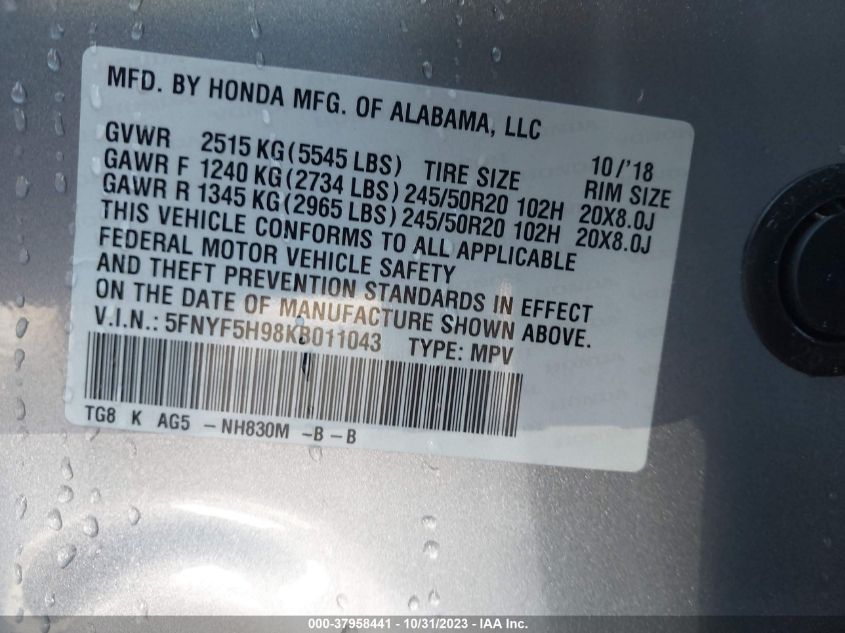 MFD. BY HONDA MFG. OF ALABAMA, LLC
GVWR 2515 KG(5545 LBS) TIRE SIZE 10/'18 RIM SIZE
GAWR F 1240 KG(2734 LBS) 245/50R20 102H 20X8.0J
GAWR R 1345 KG(2965 LBS) 245/50R20 102H 20X8.0J
THIS VEHICLE CONFORMS TO ALL APPLICABLE
FEDERAL MOTOR VEHICLE SAFETY
AND THEFT PREVENTION STANDARDS IN EFFECT
ON THE DATE OF MANUFACTURE SHOWN ABOVE.
V.I.N.: 5FNYF5H98KB011043 TYPE: MPV
TG8 K AG5 - NH830M - B - B
000-37958441 - 10/31/2023 - IAA Inc.